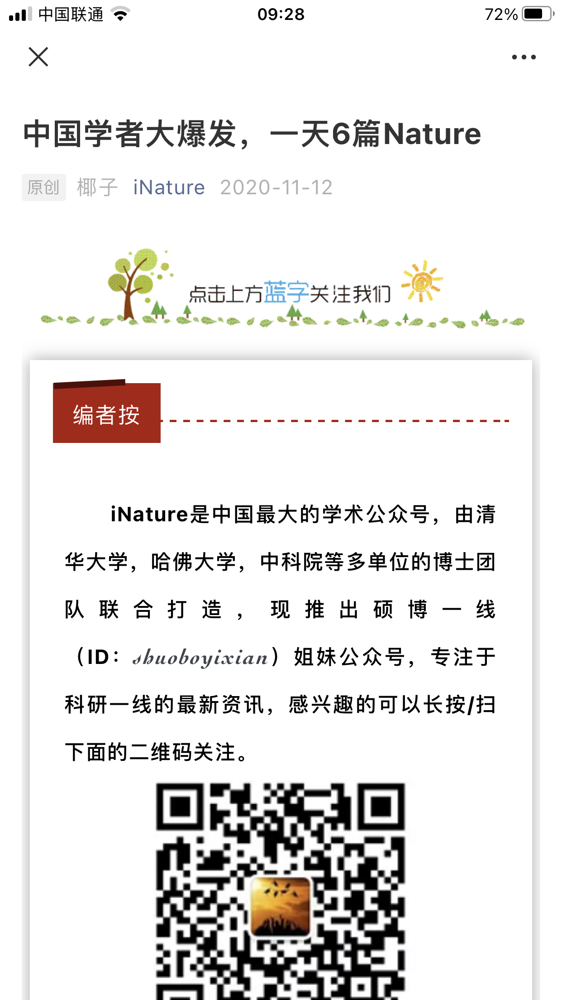 中国联通 09:28 72%
中国学者大爆发，一天6篇Nature
原创 椰子 iNature 2020-11-12
点击上方蓝字关注我们
编者按
iNature是中国最大的学术公众号，由清
华大学，哈佛大学，中科院等多单位的博士团
队联合打造，现推出硕博一线
（ID：shuoboyixian）姐妹公众号，专注于
科研一线的最新资讯，感兴趣的可以长按/扫
下面的二维码关注。